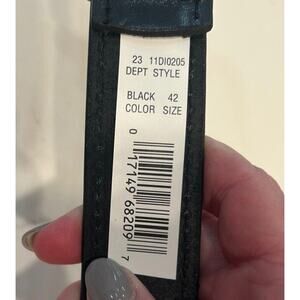 23 11DI0205
DEPT STYLE
BLACK 42
COLOR SIZE
0 17149 68209 7